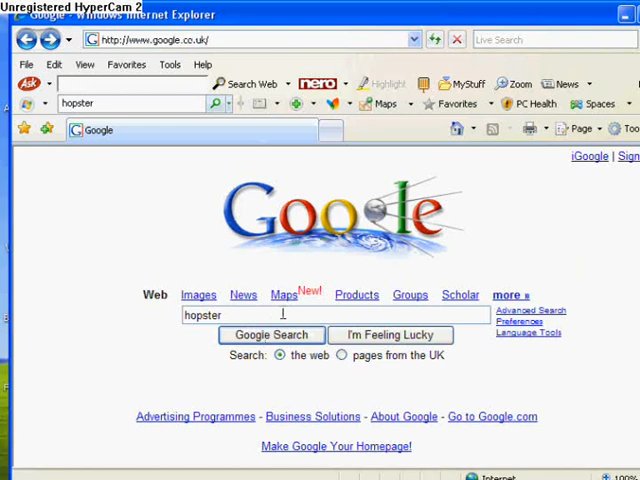 Unregistered HyperCam 2
Google - Windows Internet Explorer
http://www.google.co.uk/
Live Search
File Edit View Favorites Tools Help
Ask Search Web nero Highlight MyStuff Zoom News
hopster Maps Favorites PC Health Spaces
Google Page Too
iGoogle | Sign
Google
Web Images News Maps New! Products Groups Scholar more »
hopster
Advanced Search
Preferences
Language Tools
Google Search I'm Feeling Lucky
Search: the web pages from the UK
Advertising Programmes - Business Solutions - About Google - Go to Google.com
Make Google Your Homepage!
Internet 100%